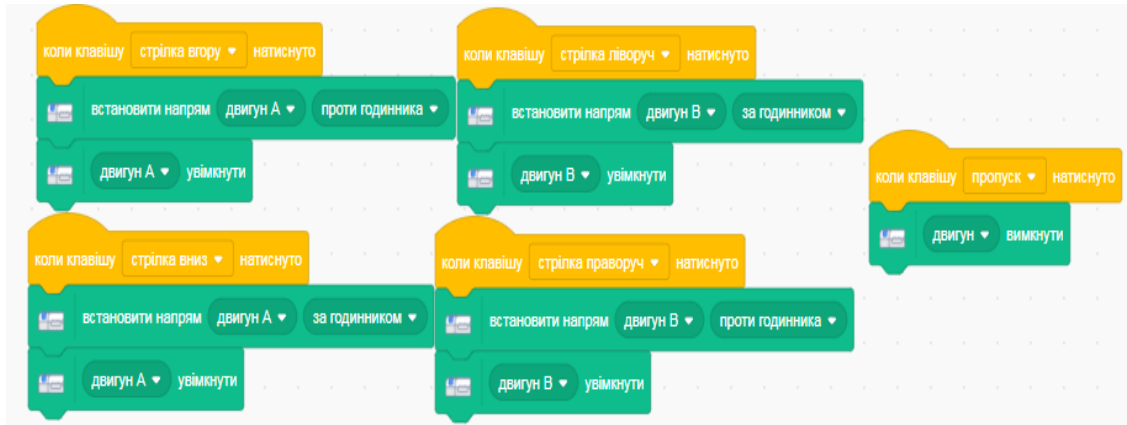 коли клавішу стрілка вгору натиснуто
встановити напрям двигун A проти годинника
двигун A увімкнути
коли клавішу стрілка ліворуч натиснуто
встановити напрям двигун B за годинником
двигун B увімкнути
коли клавішу пропуск натиснуто
двигун вимкнути
коли клавішу стрілка вниз натиснуто
встановити напрям двигун A за годинником
двигун A увімкнути
коли клавішу стрілка праворуч натиснуто
встановити напрям двигун B проти годинника
двигун B увімкнути